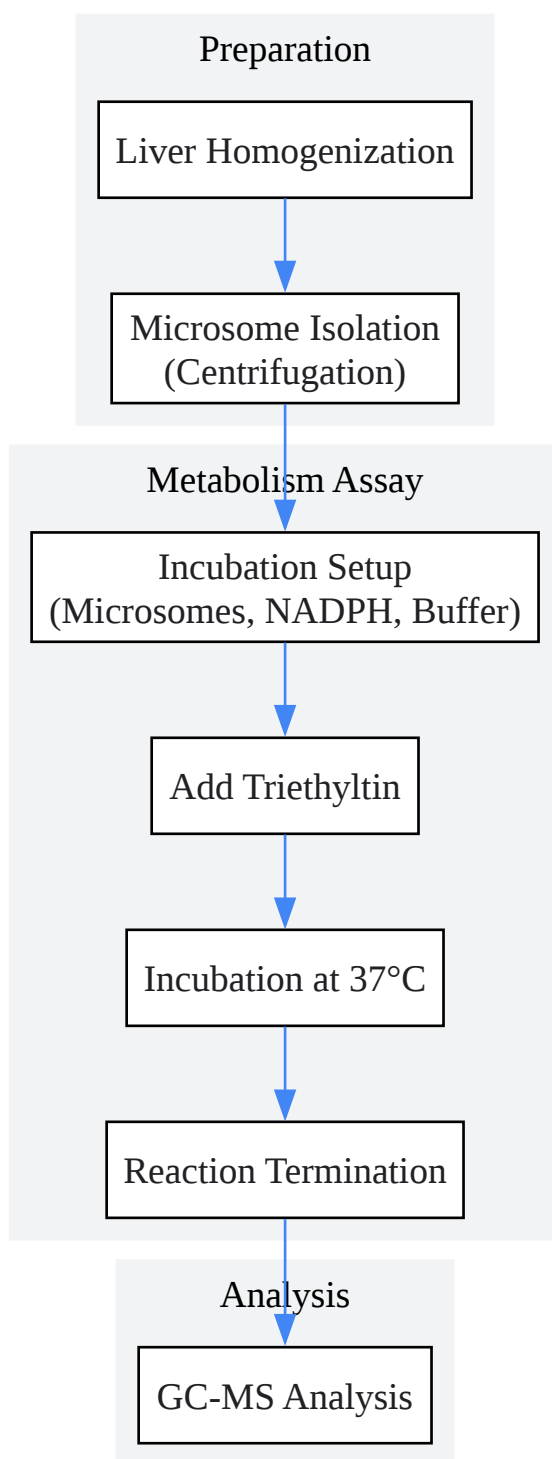 Preparation
Liver Homogenization
Microsome Isolation
(Centrifugation)
Metabolism Assay
Incubation Setup
(Microsomes, NADPH, Buffer)
Add Triethyltin
Incubation at 37°C
Reaction Termination
Analysis
GC-MS Analysis